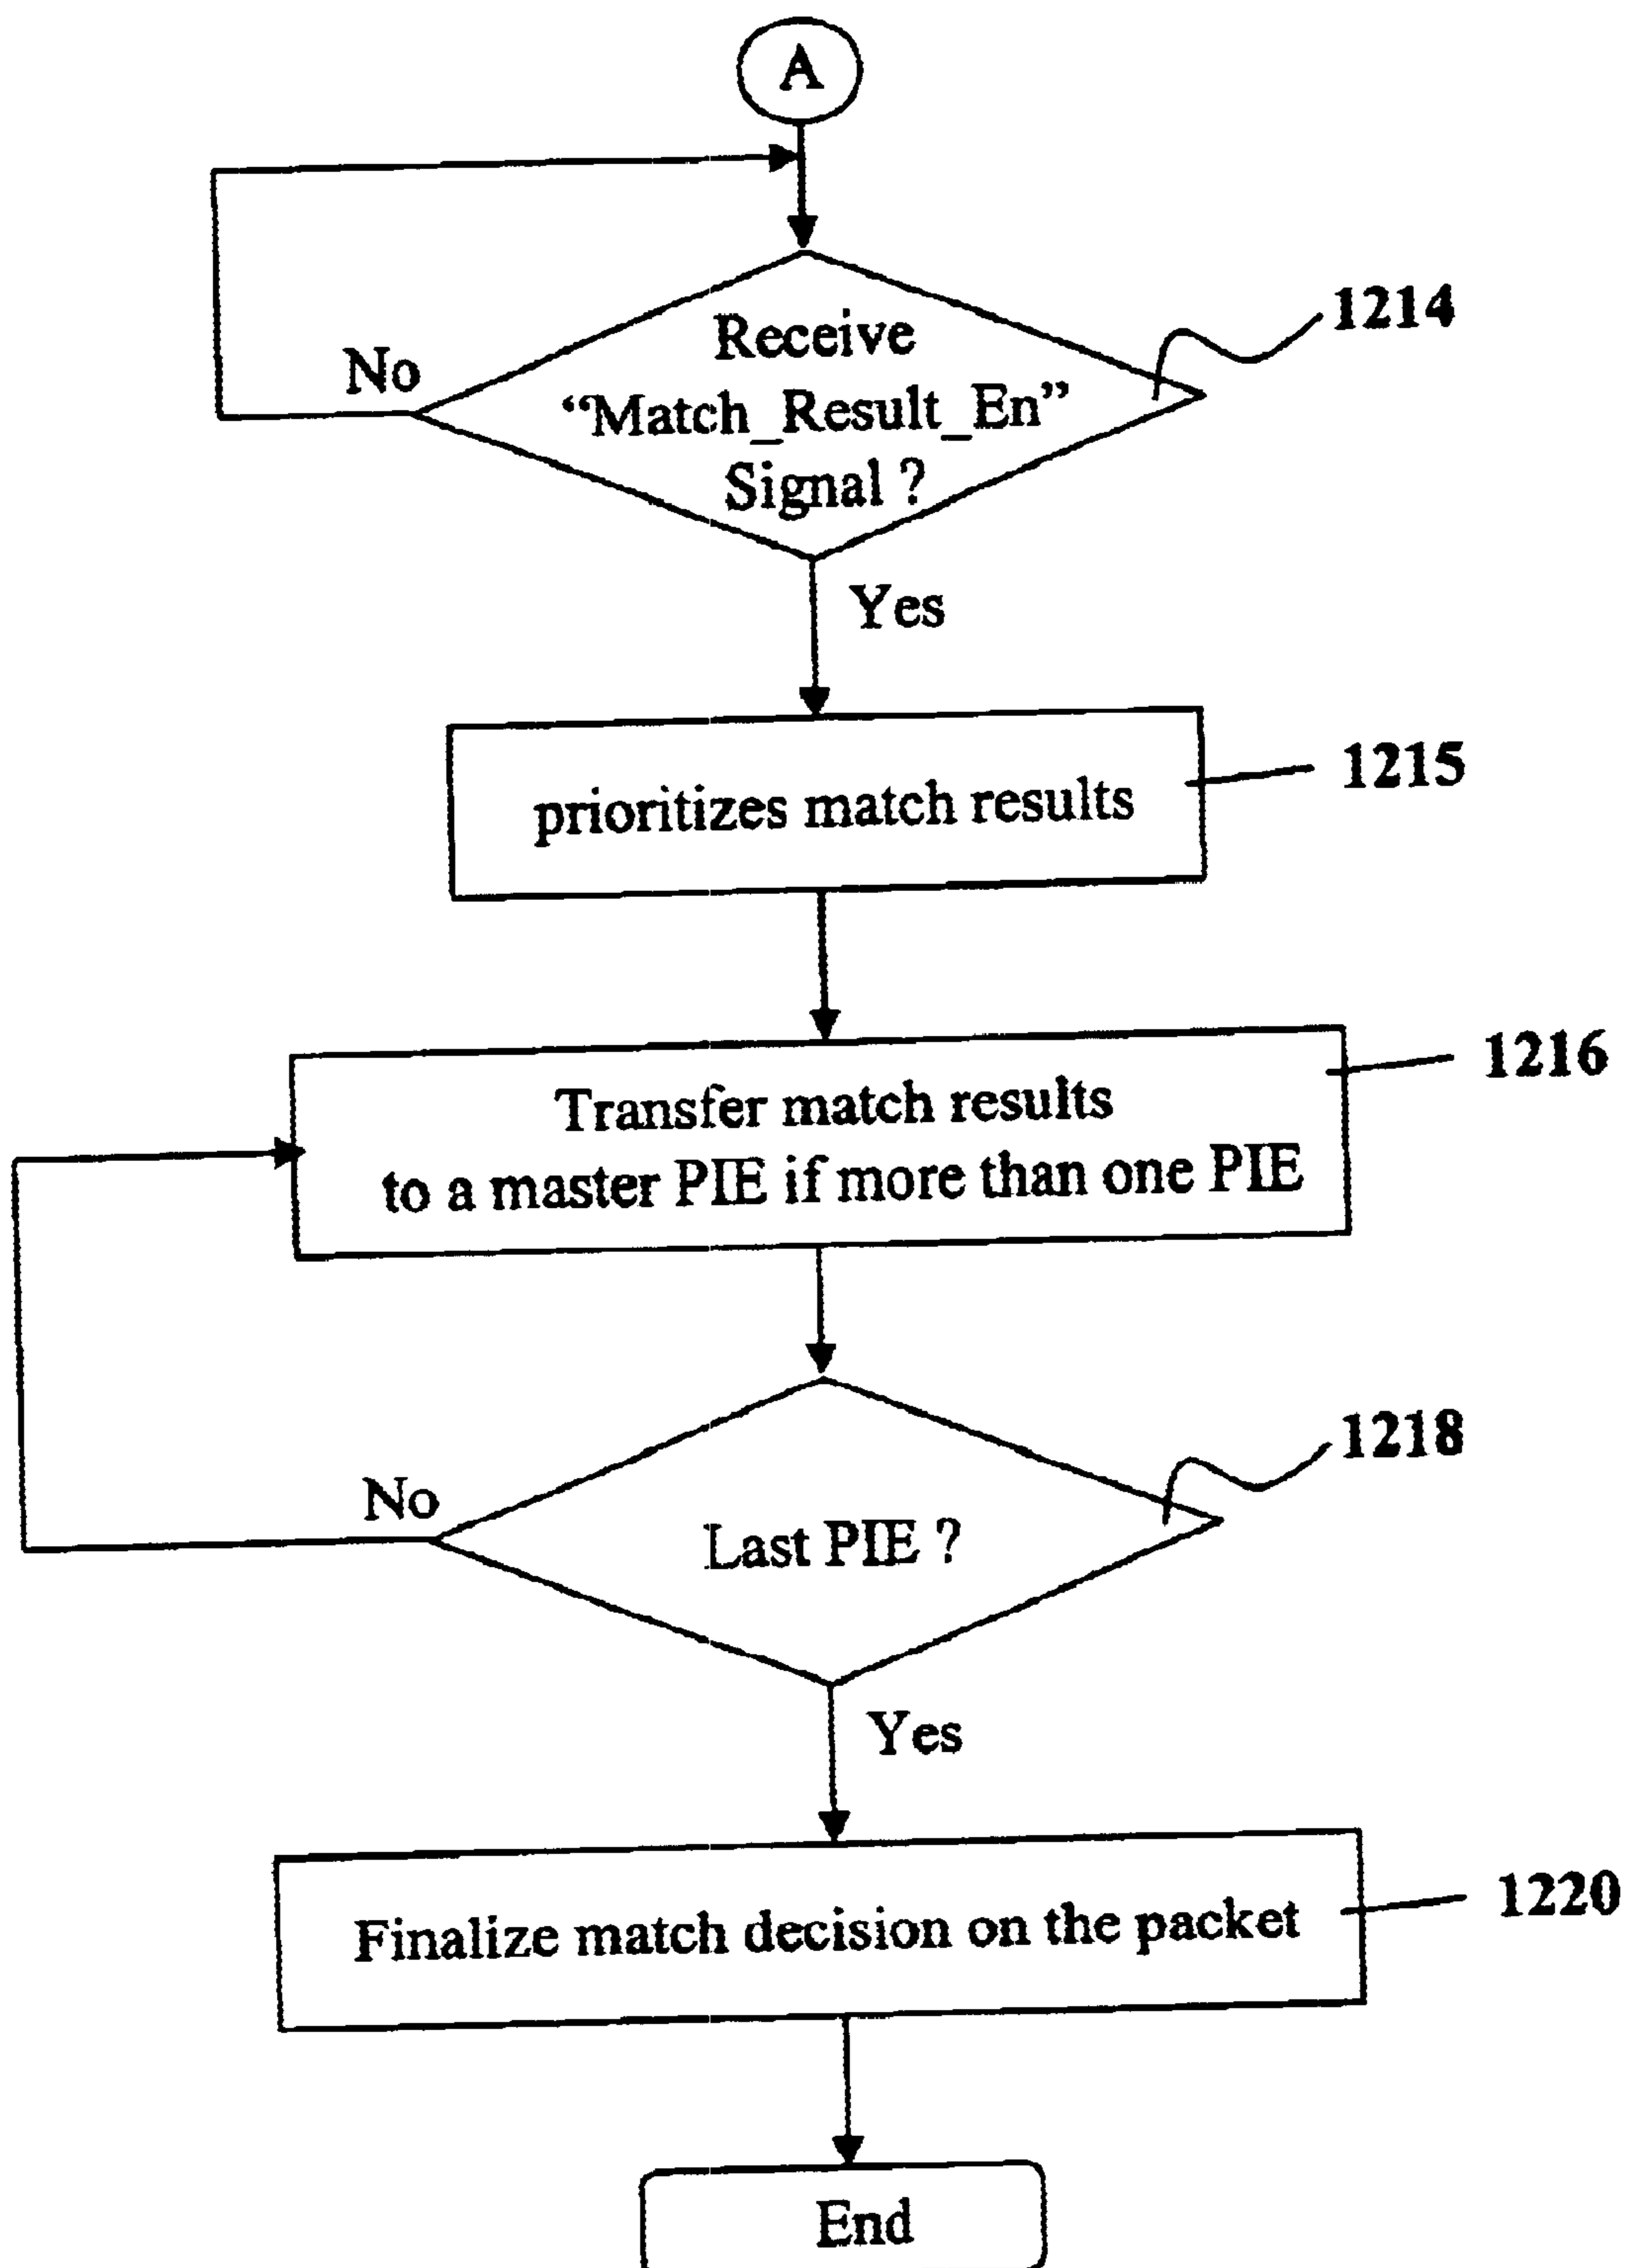 A
1214
Receive
No
“Match_Result_En”
Signal ?
Yes
1215
prioritizes match results
1216
Transfer match results
to a master PIE if more than one PIE
1218
No
Last PIE ?
Yes
1220
Finalize match decision on the packet
End